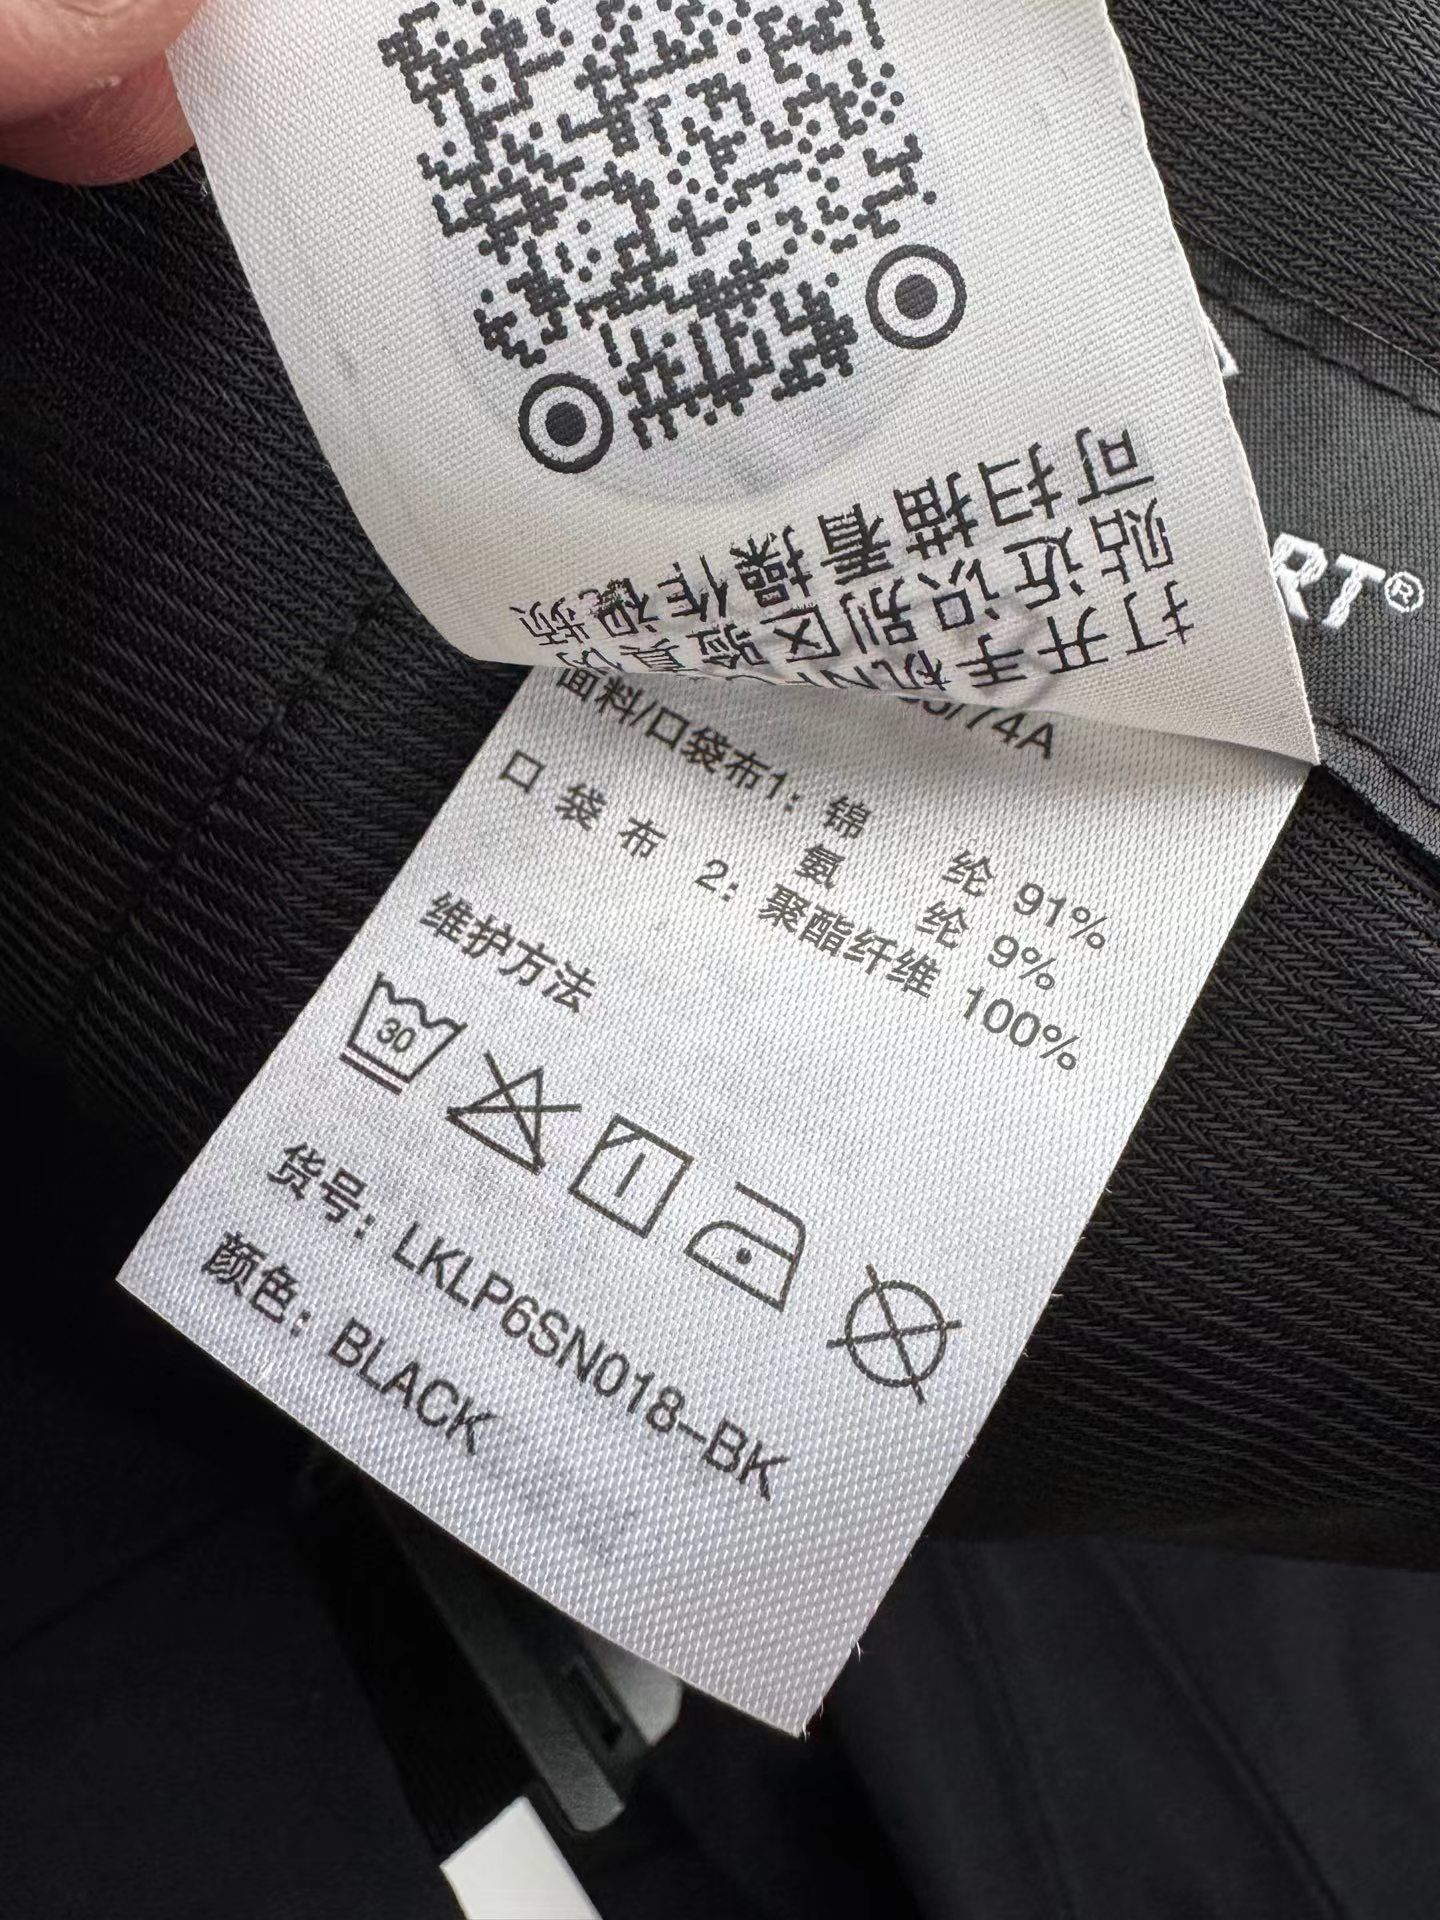 可扫描看操作视频
打开手机
贴近识别区验真伪
RT®
/74A
面料/口袋布1: 锦 纶 91%
氨 纶 9%
口 袋 布 2: 聚酯纤维 100%
维护方法
30
货号: LKLP6SN018-BK
颜色: BLACK